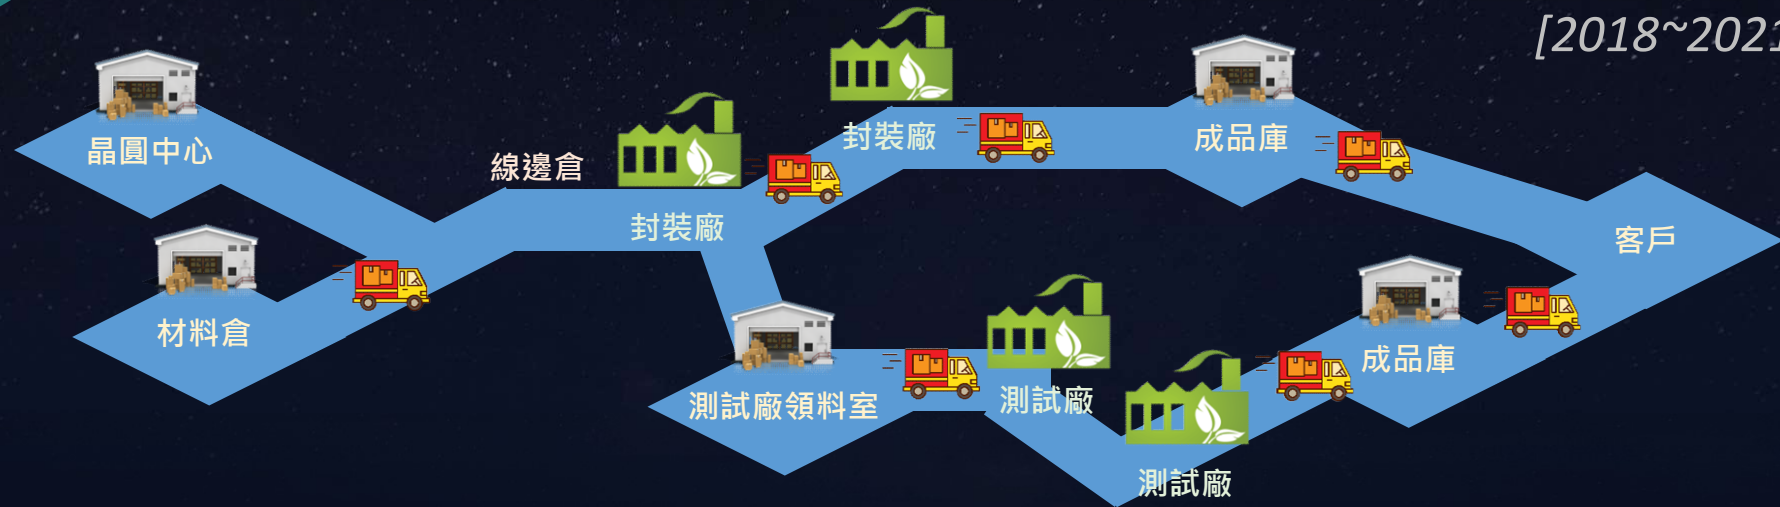 [2018~2021
晶圓中心
線邊倉
封裝廠
成品庫
封裝廠
客戶
材料倉
成品庫
測試廠領料室
測試廠
測試廠